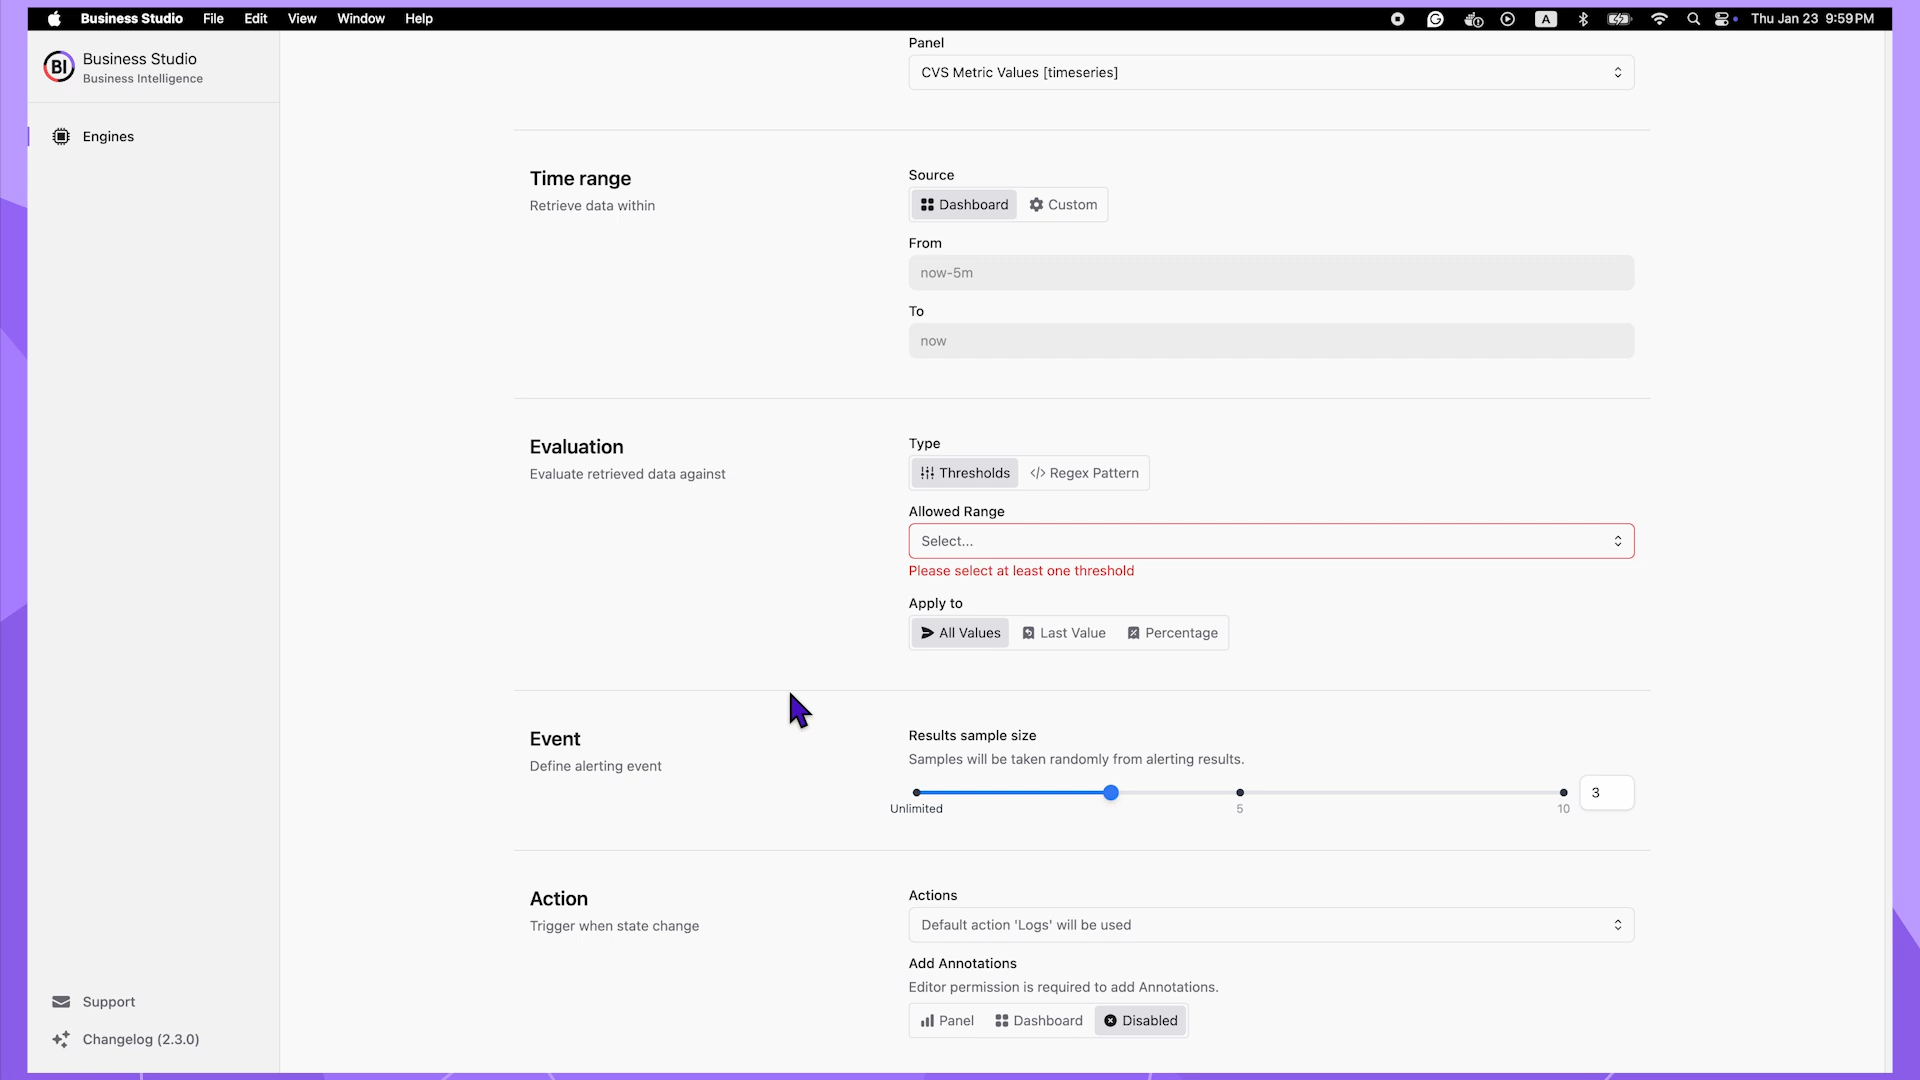 Business Studio File Edit View Window Help A Thu Jan 23 9:59 PM
BI Business Studio
Business Intelligence
Engines
Panel
CVS Metric Values [timeseries]
Time range
Retrieve data within
Source
Dashboard Custom
From
now-5m
To
now
Evaluation
Evaluate retrieved data against
Type
Thresholds </> Regex Pattern
Allowed Range
Select...
Please select at least one threshold
Apply to
All Values Last Value Percentage
Event
Define alerting event
Results sample size
Samples will be taken randomly from alerting results.
3
Unlimited 5 10
Action
Trigger when state change
Actions
Default action 'Logs' will be used
Add Annotations
Editor permission is required to add Annotations.
Panel Dashboard Disabled
Support
Changelog (2.3.0)